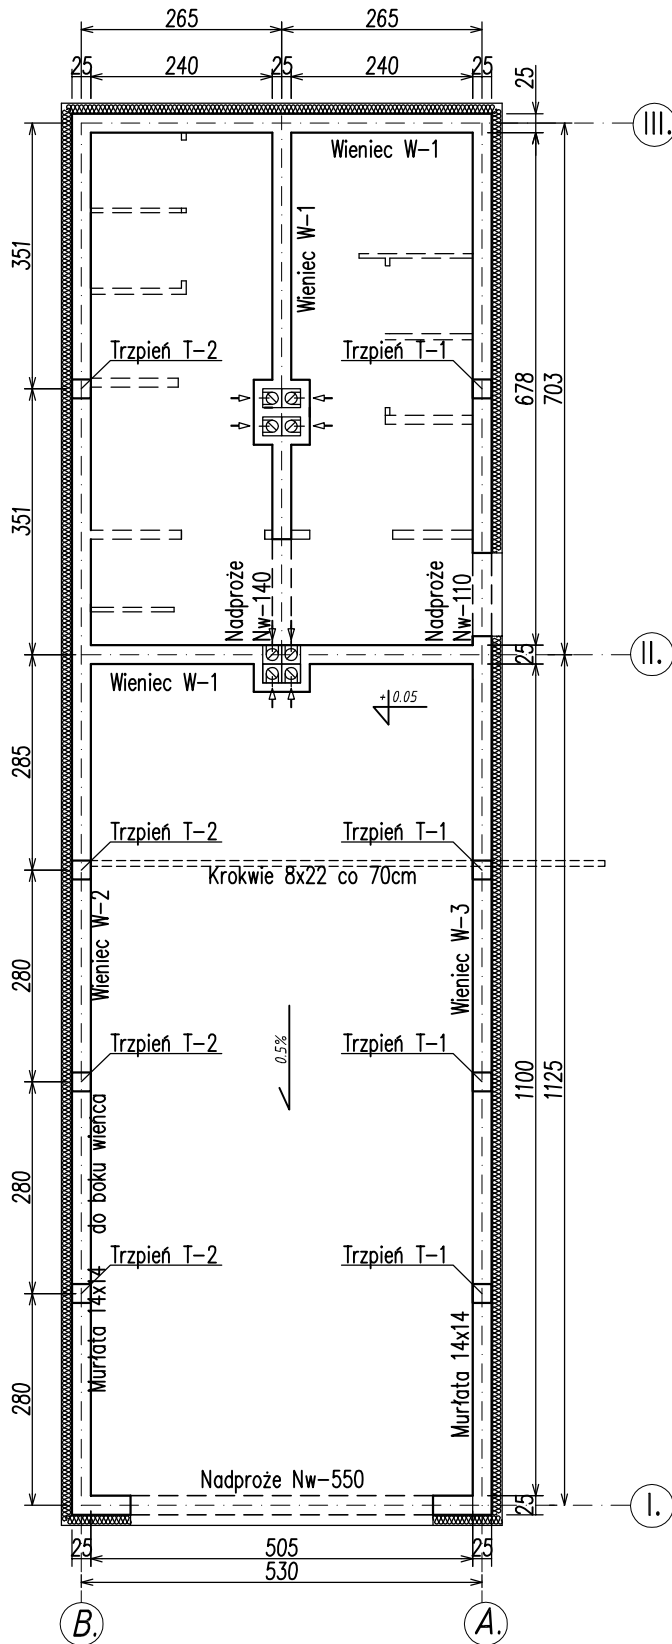 265 265
25 240 25 240 25
25
III.
Wieniec W-1
Wieniec W-1
351
Trzpień T-2 Trzpień T-1
678
703
351
Nadproże
Nw-140
Nadproże
Nw-110
II.
25
Wieniec W-1
+0.05
285
Trzpień T-2 Trzpień T-1
Krokwie 8x22 co 70cm
Wieniec W-2
Wieniec W-3
280
0.5%
Trzpień T-2 Trzpień T-1
1100
1125
280
Trzpień T-2 Trzpień T-1
Murłata 14x14 do boku wieńca
Murłata 14x14
280
Nadproże Nw-550
25
I.
25 505 25
530
B. A.